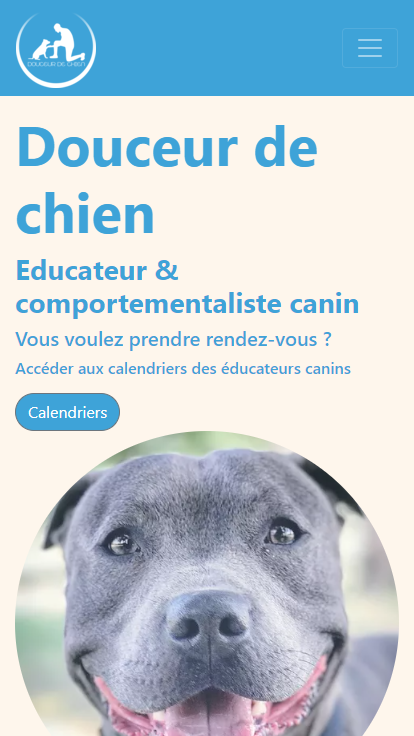 DOUCEUR DE CHIEN
Douceur de
chien
Educateur &
comportementaliste canin
Vous voulez prendre rendez-vous ?
Accéder aux calendriers des éducateurs canins
Calendriers